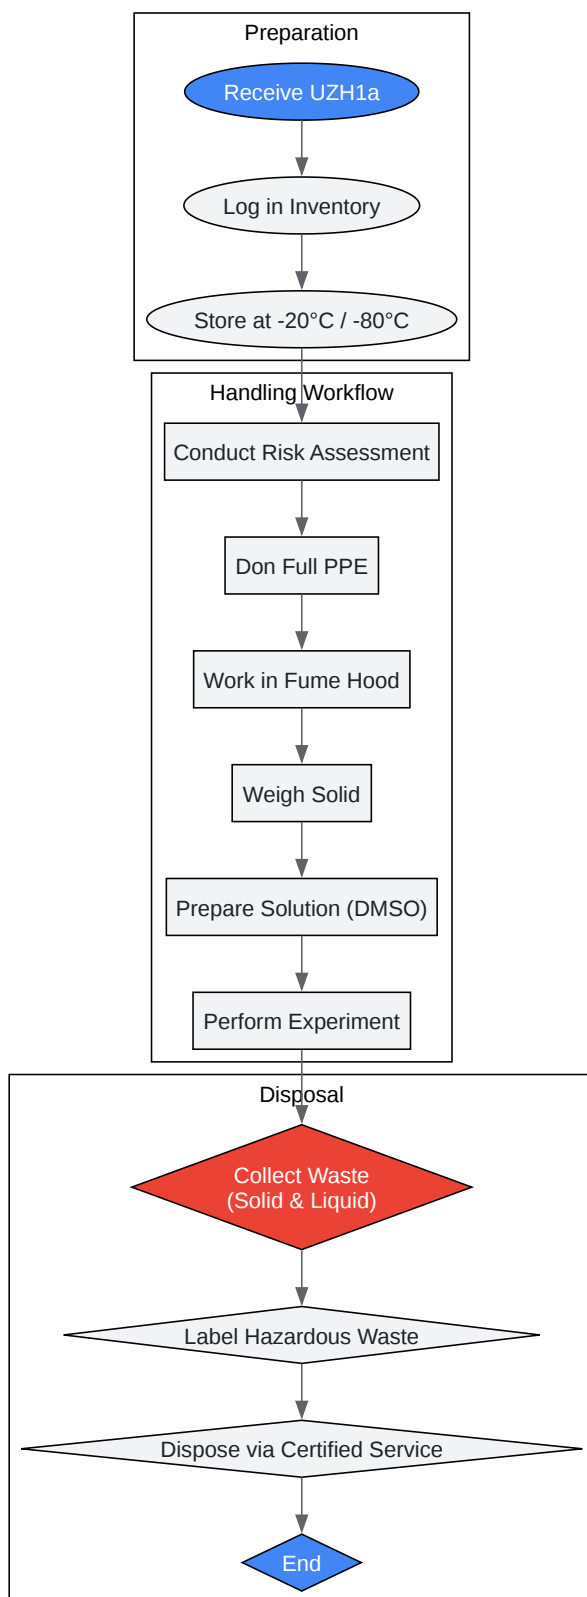 Preparation
Receive UZH1a
Log in Inventory
Store at -20°C / -80°C
Handling Workflow
Conduct Risk Assessment
Don Full PPE
Work in Fume Hood
Weigh Solid
Prepare Solution (DMSO)
Perform Experiment
Disposal
Collect Waste
(Solid & Liquid)
Label Hazardous Waste
Dispose via Certified Service
End